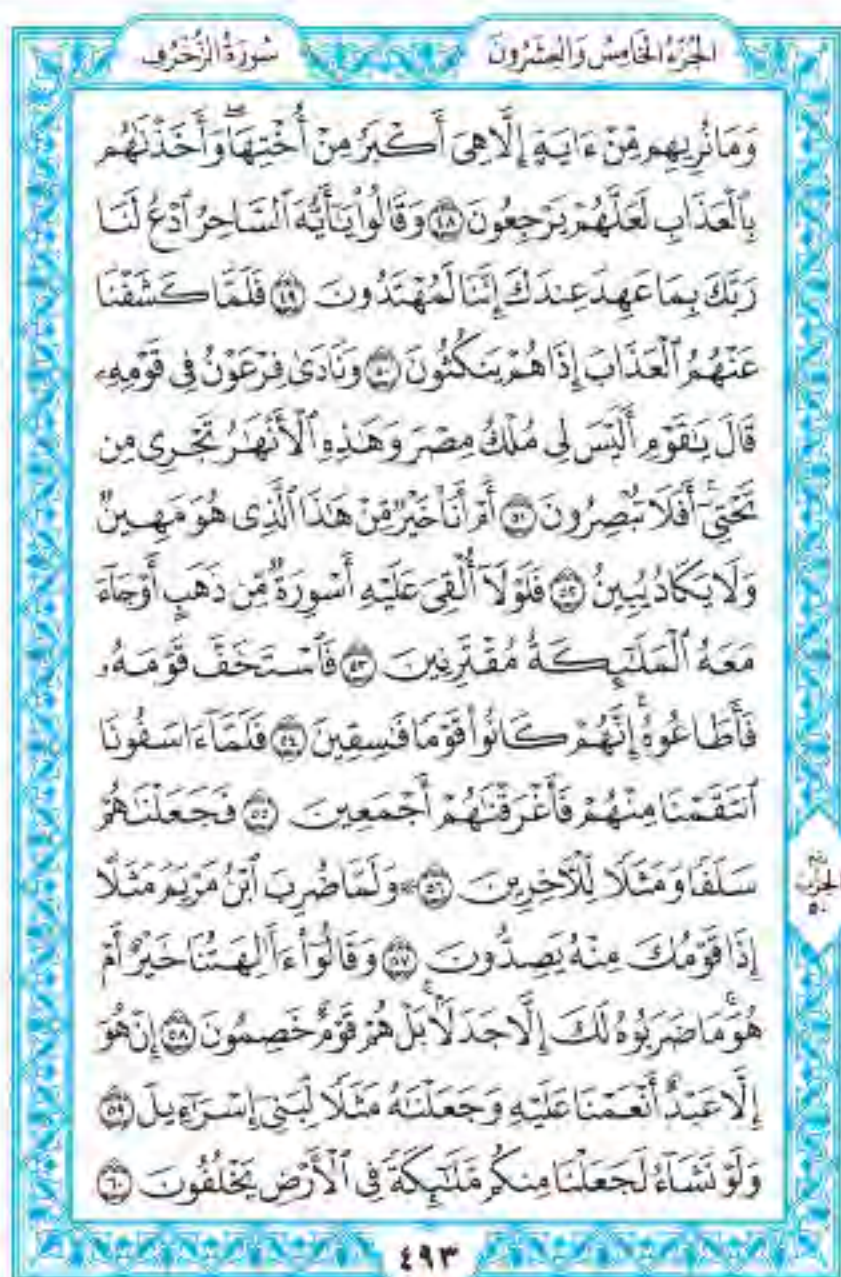 الجُزْءُ الخَامِسُ وَالعِشْرُونَ سُورَةُ الزُّخْرُفِ
وَمَا نُرِيهِم مِّنْ ءَايَةٍ إِلَّا هِىَ أَكْبَرُ مِنْ أُخْتِهَاۖ وَأَخَذْنَٰهُم
بِٱلْعَذَابِ لَعَلَّهُمْ يَرْجِعُونَ ٤٨ وَقَالُوا۟ يَٰٓأَيُّهَ ٱلسَّاحِرُ ٱدْعُ لَنَا
رَبَّكَ بِمَا عَهِدَ عِندَكَ إِنَّنَا لَمُهْتَدُونَ ٤٩ فَلَمَّا كَشَفْنَا
عَنْهُمُ ٱلْعَذَابَ إِذَا هُمْ يَنكُثُونَ ٥٠ وَنَادَىٰ فِرْعَوْنُ فِى قَوْمِهِۦ
قَالَ يَٰقَوْمِ أَلَيْسَ لِى مُلْكُ مِصْرَ وَهَٰذِهِ ٱلْأَنْهَٰرُ تَجْرِى مِن
تَحْتِىٓۚ أَفَلَا تُبْصِرُونَ ٥١ أَمْ أَنَا۠ خَيْرٌ مِّنْ هَٰذَا ٱلَّذِى هُوَ مَهِينٌ
وَلَا يَكَادُ يُبِينُ ٥٢ فَلَوْلَآ أُلْقِىَ عَلَيْهِ أَسْوِرَةٌ مِّن ذَهَبٍ أَوْ جَآءَ
مَعَهُ ٱلْمَلَٰٓئِكَةُ مُقْتَرِنِينَ ٥٣ فَٱسْتَخَفَّ قَوْمَهُۥ
فَأَطَاعُوهُۚ إِنَّهُمْ كَانُوا۟ قَوْمًا فَٰسِقِينَ ٥٤ فَلَمَّآ ءَاسَفُونَا
ٱنتَقَمْنَا مِنْهُمْ فَأَغْرَقْنَٰهُمْ أَجْمَعِينَ ٥٥ فَجَعَلْنَٰهُمْ
سَلَفًا وَمَثَلًا لِّلْءَاخِرِينَ ٥٦ ۞ وَلَمَّا ضُرِبَ ٱبْنُ مَرْيَمَ مَثَلًا
إِذَا قَوْمُكَ مِنْهُ يَصِدُّونَ ٥٧ وَقَالُوٓا۟ ءَأَٰلِهَتُنَا خَيْرٌ أَمْ
هُوَۚ مَا ضَرَبُوهُ لَكَ إِلَّا جَدَلًۢاۚ بَلْ هُمْ قَوْمٌ خَصِمُونَ ٥٨ إِنْ هُوَ
إِلَّا عَبْدٌ أَنْعَمْنَا عَلَيْهِ وَجَعَلْنَٰهُ مَثَلًا لِّبَنِىٓ إِسْرَٰٓءِيلَ ٥٩
وَلَوْ نَشَآءُ لَجَعَلْنَا مِنكُم مَّلَٰٓئِكَةً فِى ٱلْأَرْضِ يَخْلُفُونَ ٦٠
ربع
الحزب
٥٠
٤٩٣